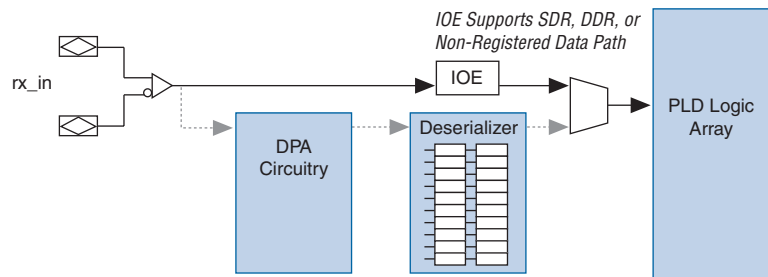 IOE Supports SDR, DDR, or
Non-Registered Data Path
rx_in
IOE
PLD Logic
Array
DPA
Circuitry
Deserializer